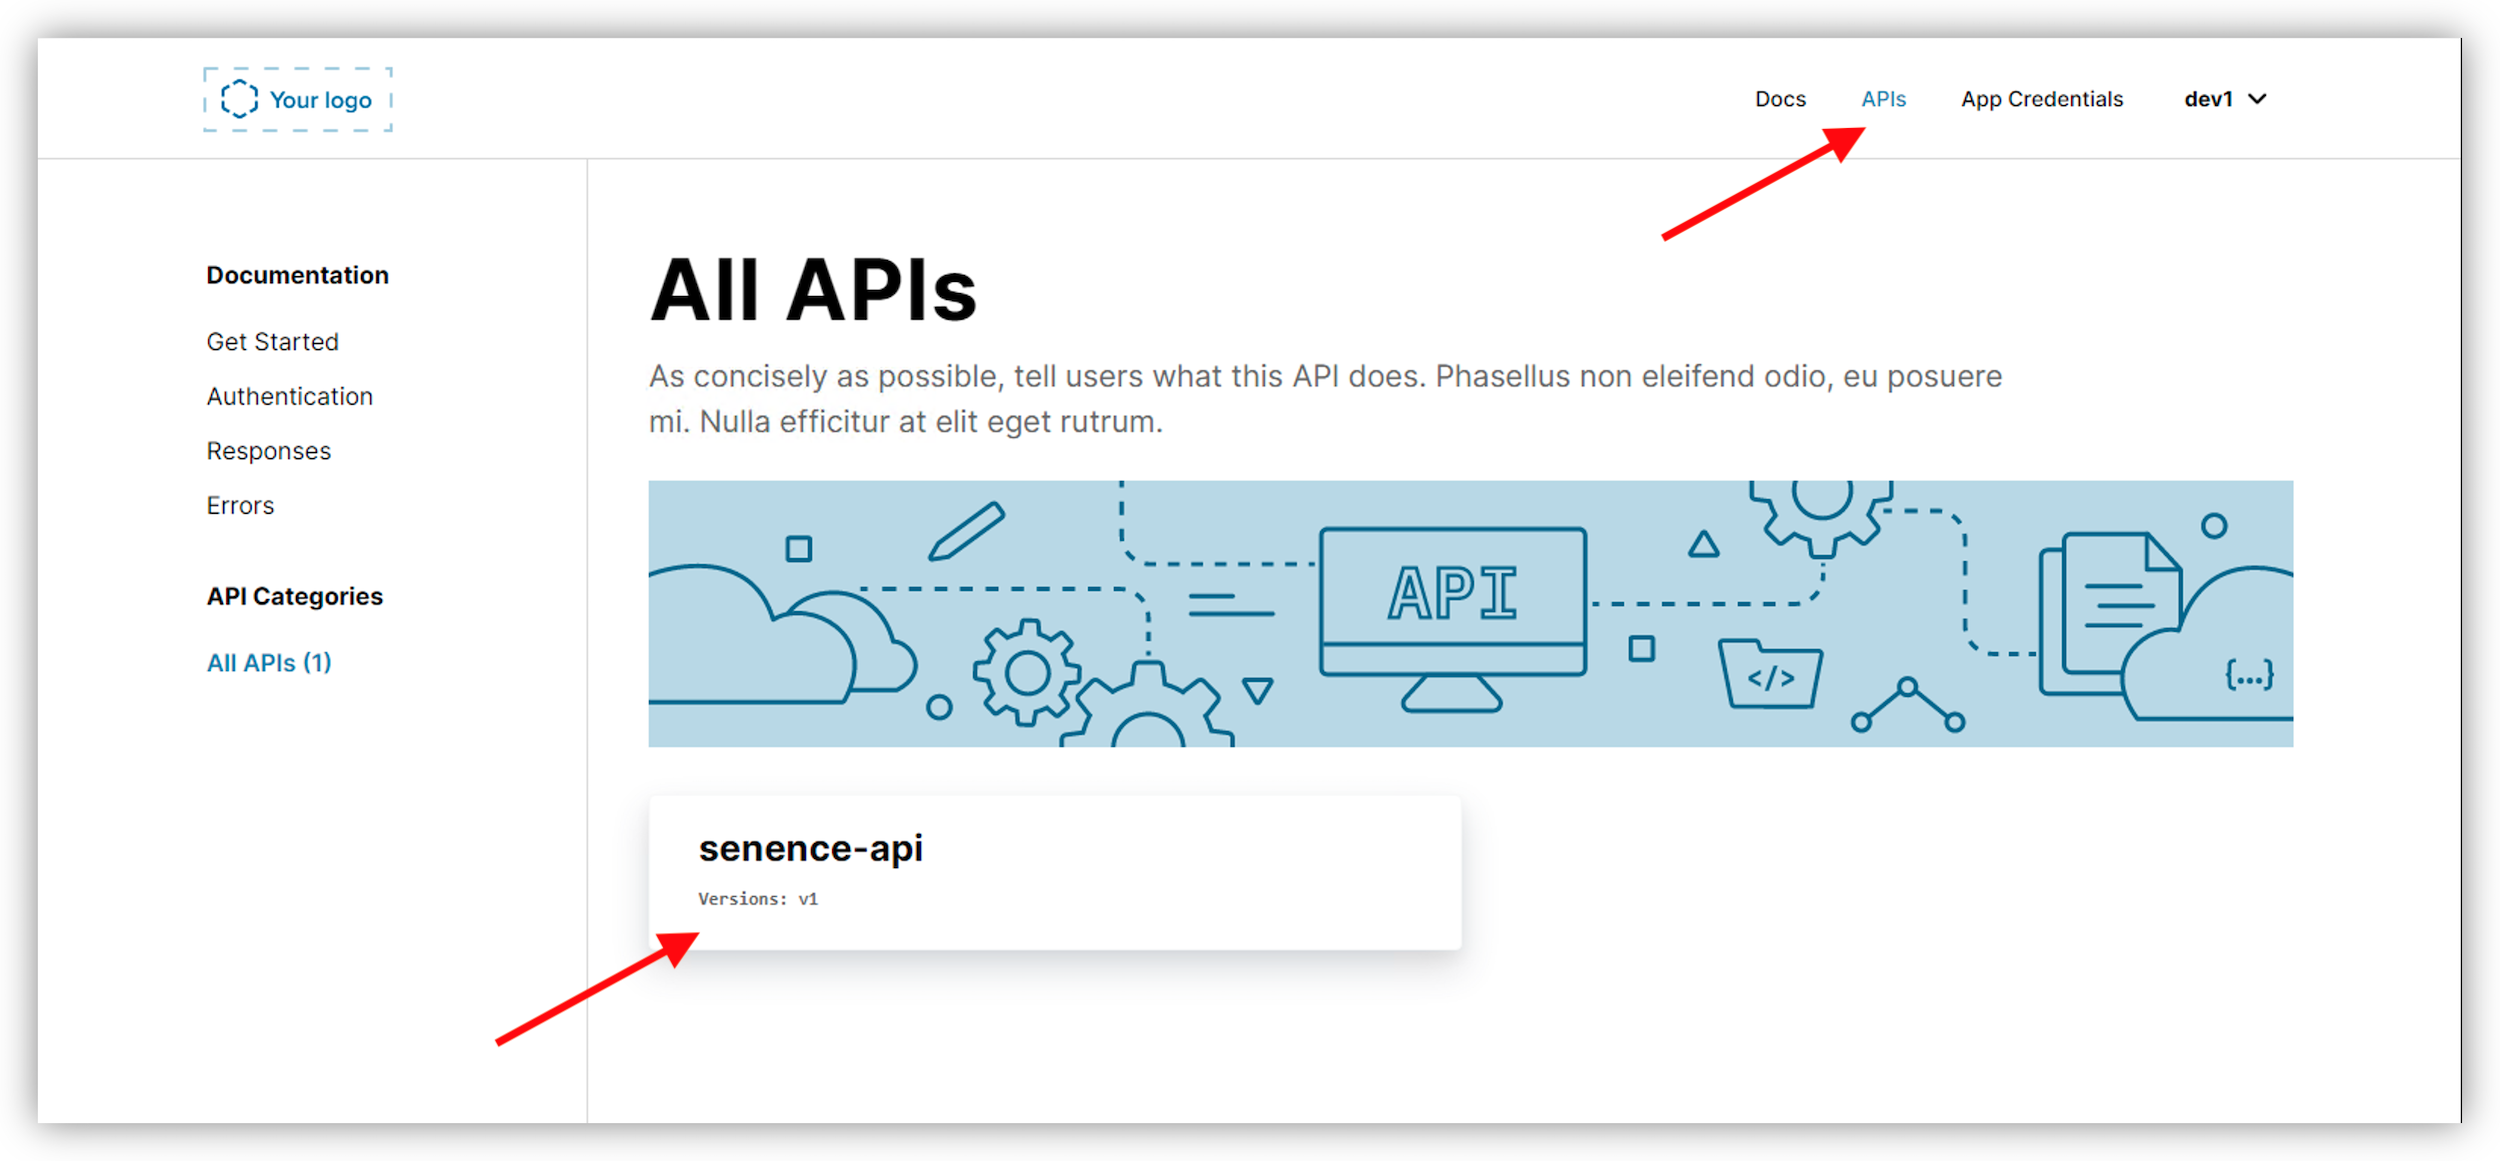 Your logo
Docs APIs App Credentials dev1
Documentation
Get Started
Authentication
Responses
Errors
API Categories
All APIs (1)
All APIs
As concisely as possible, tell users what this API does. Phasellus non eleifend odio, eu posuere
mi. Nulla efficitur at elit eget rutrum.
API
</>
{...}
senence-api
Versions: v1